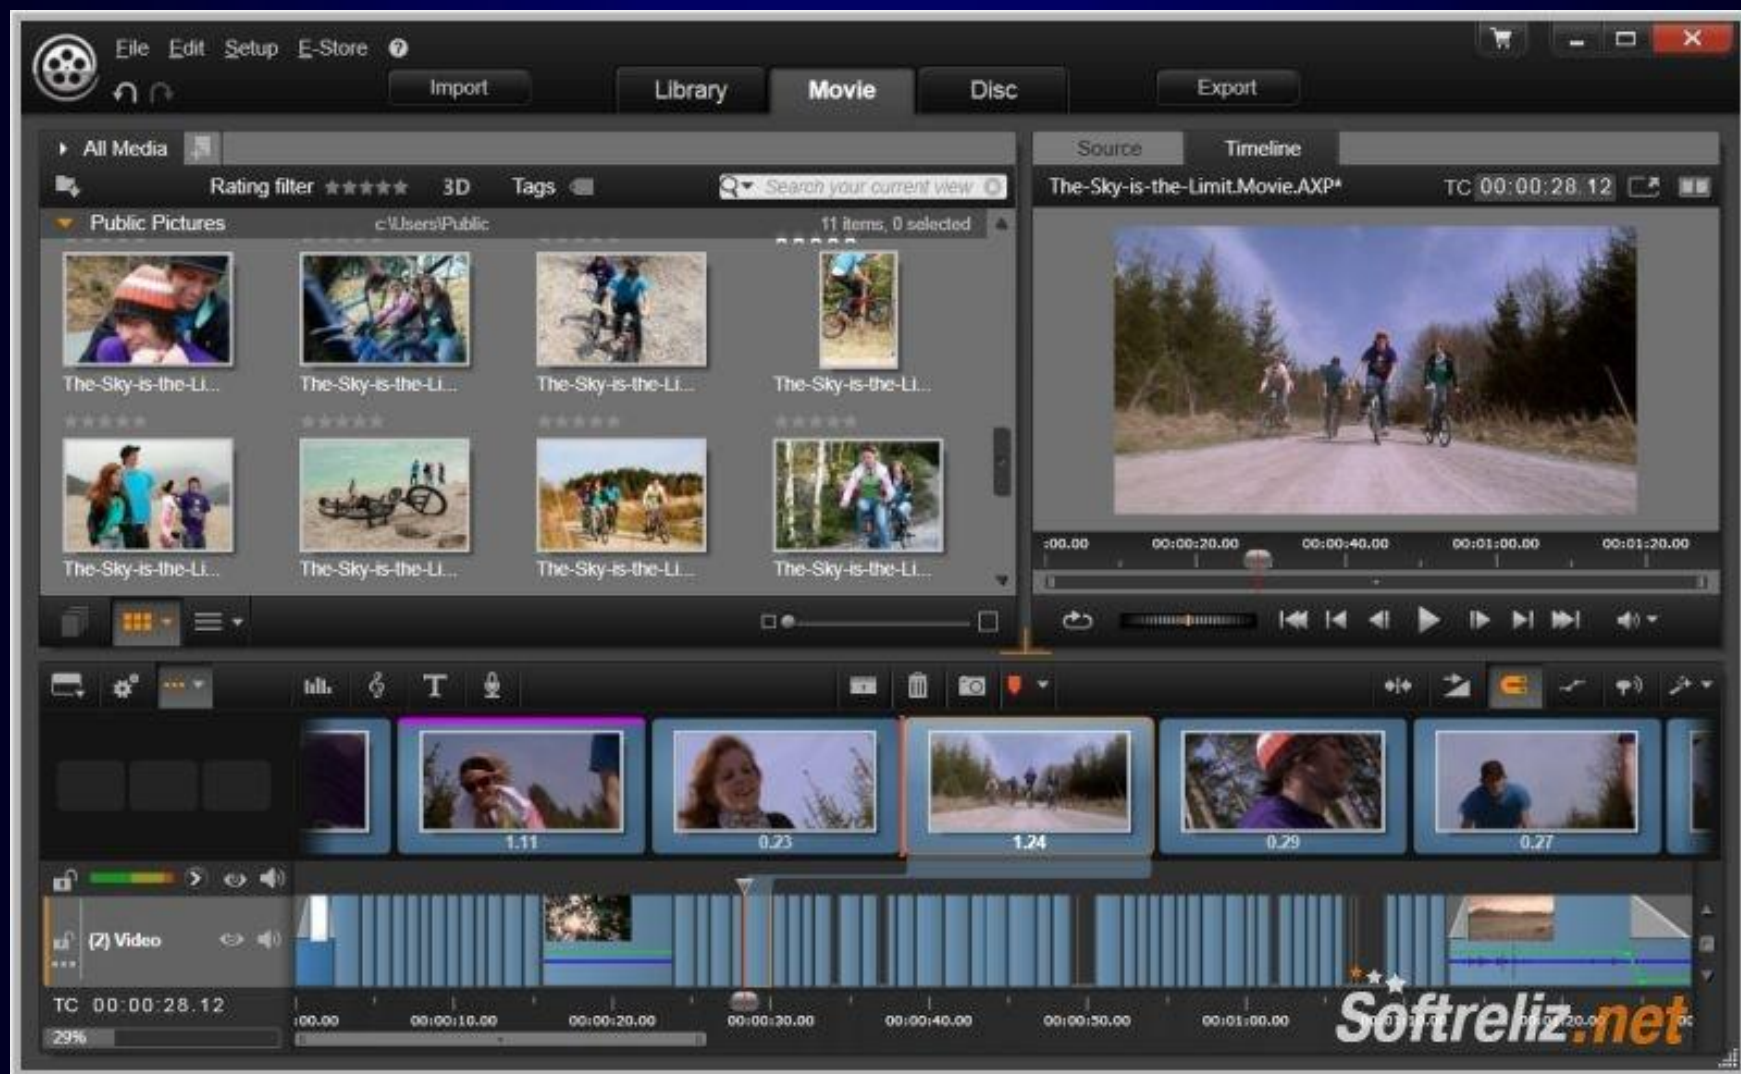 File Edit Setup E-Store ?
Import Library Movie Disc Export
All Media
Rating filter 3D Tags Search your current view
Public Pictures c:\Users\Public 11 items, 0 selected
The-Sky-is-the-Li... The-Sky-is-the-Li... The-Sky-is-the-Li... The-Sky-is-the-Li...
The-Sky-is-the-Li... The-Sky-is-the-Li... The-Sky-is-the-Li... The-Sky-is-the-Li...
Source Timeline
The-Sky-is-the-Limit.Movie.AXP* TC 00:00:28.12
:00.00 00:00:20.00 00:00:40.00 00:01:00.00 00:01:20.00
T
1.11 0.23 1.24 0.29 0.27
(2) Video
TC 00:00:28.12
:00.00 00:00:10.00 00:00:20.00 00:00:30.00 00:00:40.00 00:00:50.00 00:01:00.00
29%
Softreliz.net